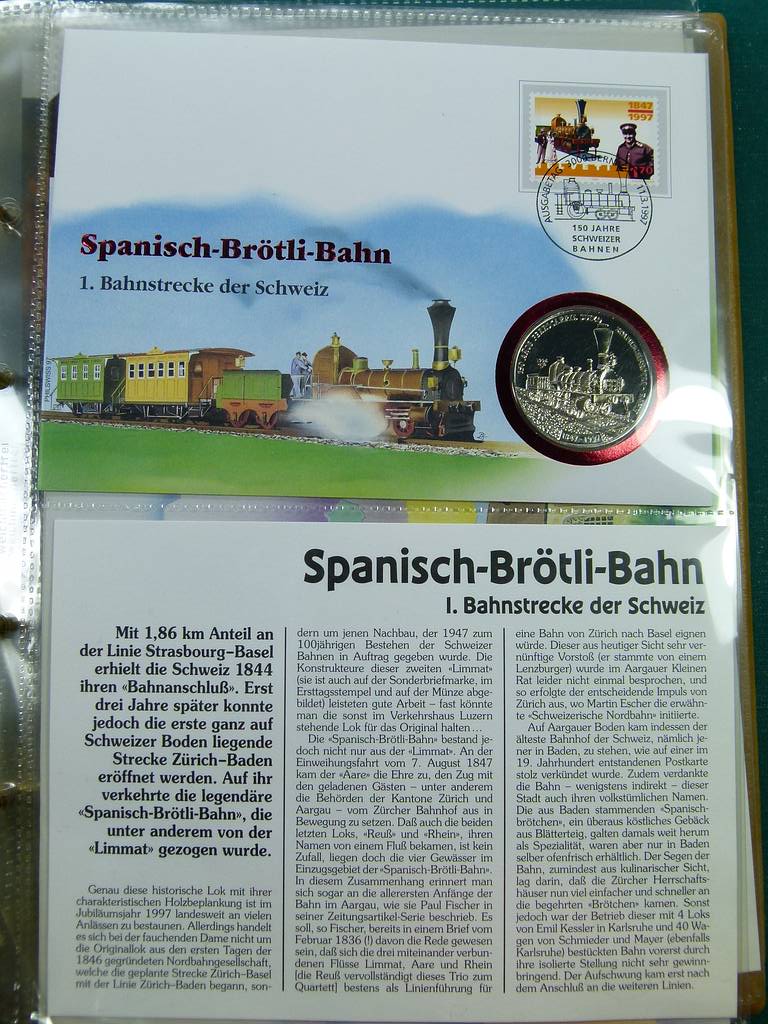 1847
1997
170
AUSGABETAG 3000 BERN 11.3.1997
150 JAHRE
SCHWEIZER
BAHNEN
Spanisch-Brötli-Bahn
1. Bahnstrecke der Schweiz
PHILSWISS 97
1847-1997
Spanisch-Brötli-Bahn
1. Bahnstrecke der Schweiz
Mit 1,86 km Anteil an
der Linie Strasbourg–Basel
erhielt die Schweiz 1844
ihren «Bahnanschluß». Erst
drei Jahre später konnte
jedoch die erste ganz auf
Schweizer Boden liegende
Strecke Zürich–Baden
eröffnet werden. Auf ihr
verkehrte die legendäre
«Spanisch-Brötli-Bahn», die
unter anderem von der
«Limmat» gezogen wurde.
Genau diese historische Lok mit ihrer
charakteristischen Holzbeplankung ist im
Jubiläumsjahr 1997 landesweit an vielen
Anlässen zu bestaunen. Allerdings handelt
es sich bei der fauchenden Dame nicht um
die Originallok aus den ersten Tagen der
1846 gegründeten Nordbahngesellschaft,
welche die geplante Strecke Zürich–Basel
mit der Linie Zürich–Baden begann, son-
dern um jenen Nachbau, der 1947 zum
100jährigen Bestehen der Schweizer
Bahnen in Auftrag gegeben wurde. Die
Konstrukteure dieser zweiten «Limmat»
(sie ist auch auf der Sonderbriefmarke, im
Ersttagsstempel und auf der Münze abge-
bildet) leisteten gute Arbeit – fast könnte
man die sonst im Verkehrshaus Luzern
stehende Lok für das Original halten...
Die «Spanisch-Brötli-Bahn» bestand je-
doch nicht nur aus der «Limmat». An der
Einweihungsfahrt vom 7. August 1847
kam der «Aare» die Ehre zu, den Zug mit
den geladenen Gästen – unter anderem
die Behörden der Kantone Zürich und
Aargau – vom Zürcher Bahnhof aus in
Bewegung zu setzen. Daß auch die beiden
letzten Loks, «Reuß» und «Rhein», ihren
Namen von einem Fluß bekamen, ist kein
Zufall, liegen doch die vier Gewässer im
Einzugsgebiet der «Spanisch-Brötli-Bahn».
In diesem Zusammenhang erinnert man
sich sogar an die allerersten Anfänge der
Bahn im Aargau, wie sie Paul Fischer in
seiner Zeitungsartikel-Serie beschrieb. Es
soll, so Fischer, bereits in einem Brief vom
Februar 1836 (!) davon die Rede gewesen
sein, daß sich die drei miteinander verbun-
denen Flüsse Limmat, Aare und Rhein
[die Reuß vervollständigt dieses Trio zum
Quartett] bestens als Linienführung für
eine Bahn von Zürich nach Basel eignen
würde. Dieser aus heutiger Sicht sehr ver-
nünftige Vorstoß (er stammte von einem
Lenzburger) wurde im Aargauer Kleinen
Rat leider nicht einmal besprochen, und
so erfolgte der entscheidende Impuls von
Zürich aus, wo Martin Escher die erwähn-
te «Schweizerische Nordbahn» initiierte.
Auf Aargauer Boden kam indessen der
älteste Bahnhof der Schweiz, nämlich je-
ner in Baden, zu stehen, wie auf einer im
19. Jahrhundert entstandenen Postkarte
stolz verkündet wurde. Zudem verdankte
die Bahn – wenigstens indirekt – dieser
Stadt auch ihren volkstümlichen Namen.
Die aus Baden stammenden «Spanisch-
brötchen», ein überaus köstliches Gebäck
aus Blätterteig, galten damals weit herum
als Spezialität, waren aber nur in Baden
selber ofenfrisch erhältlich. Der Segen der
Bahn, zumindest aus kulinarischer Sicht,
lag darin, daß die Zürcher Herrschafts-
häuser nun viel einfacher und schneller an
die begehrten «Brötchen» kamen. Sonst
jedoch war der Betrieb dieser mit 4 Loks
von Emil Kessler in Karlsruhe und 40 Wa-
gen von Schmieder und Mayer (ebenfalls
Karlsruhe) bestückten Bahn vorerst durch
ihre isolierte Stellung nicht sehr gewinn-
bringend. Der Aufschwung kam erst nach
dem Anschluß an die weiteren Linien.